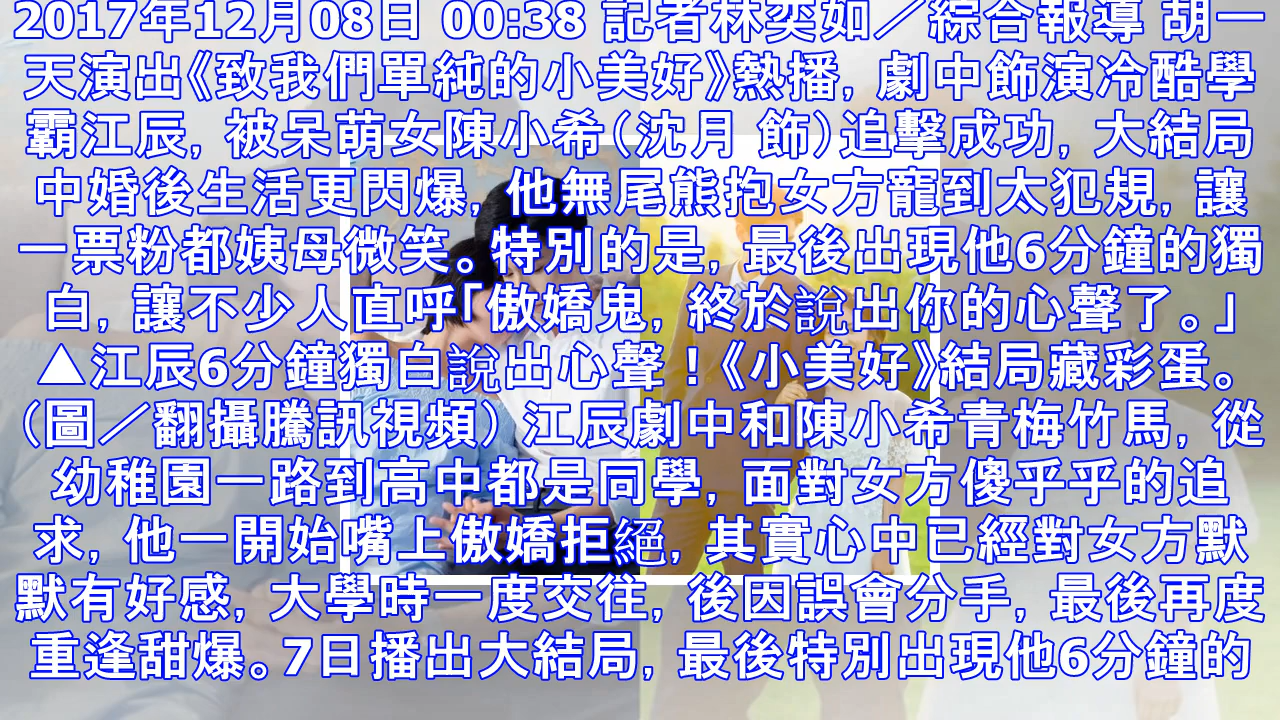 2017年12月08日 00:38 記者林奕如／綜合報導 胡一
天演出《致我們單純的小美好》熱播, 劇中飾演冷酷學
霸江辰, 被呆萌女陳小希（沈月 飾）追擊成功, 大結局
中婚後生活更閃爆, 他無尾熊抱女方寵到太犯規, 讓
一票粉都姨母微笑。特別的是, 最後出現他6分鐘的獨
白, 讓不少人直呼「傲嬌鬼, 終於說出你的心聲了。」
▲江辰6分鐘獨白說出心聲！《小美好》結局藏彩蛋。
（圖／翻攝騰訊視頻） 江辰劇中和陳小希青梅竹馬, 從
幼稚園一路到高中都是同學, 面對女方傻乎乎的追
求, 他一開始嘴上傲嬌拒絕, 其實心中已經對女方默
默有好感, 大學時一度交往, 後因誤會分手, 最後再度
重逢甜爆。7日播出大結局, 最後特別出現他6分鐘的